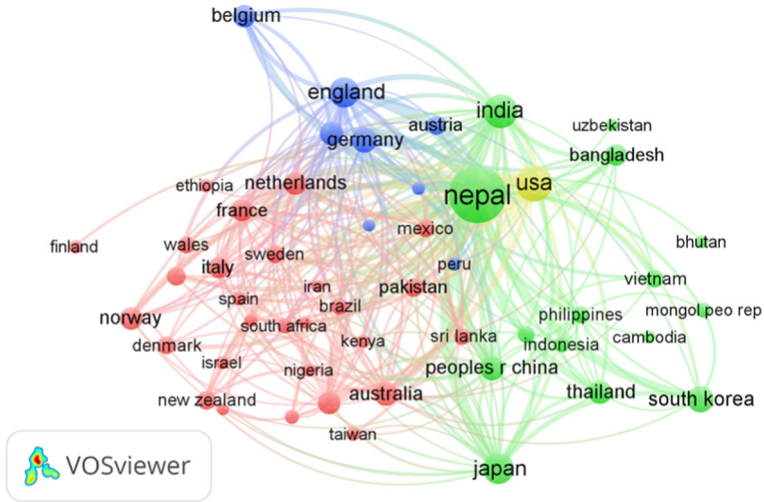 belgium
england
india
austria
germany
uzbekistan
bangladesh
ethiopia
netherlands
nepal
usa
france
mexico
finland
wales
sweden
bhutan
italy
peru
iran
pakistan
vietnam
spain
brazil
philippines
mongol peo rep
norway
south africa
kenya
sri lanka
indonesia
cambodia
denmark
israel
nigeria
peoples r china
new zealand
australia
thailand
south korea
taiwan
japan
VOSviewer